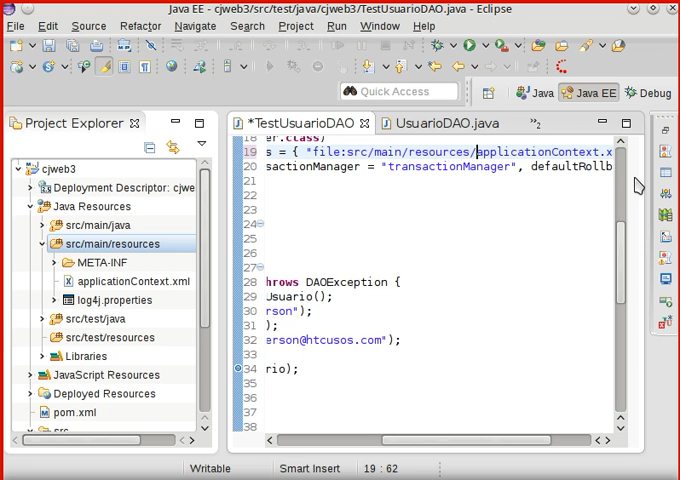 Java EE - cjweb3/src/test/java/cjweb3/TestUsuarioDAO.java - Eclipse
File Edit Source Refactor Navigate Search Project Run Window Help
Quick Access
Java
Java EE
Debug
Project Explorer
*TestUsuarioDAO
UsuarioDAO.java
»2
cjweb3
Deployment Descriptor: cjwe
Java Resources
src/main/java
src/main/resources
META-INF
applicationContext.xml
log4j.properties
src/test/java
src/test/resources
Libraries
JavaScript Resources
Deployed Resources
pom.xml
src
18 er.class)
19 s = { "file:src/main/resources/applicationContext.x
20 sactionManager = "transactionManager", defaultRollb
21
22
23
24
25
26
27
28 hrows DAOException {
29 Usuario();
30 rson");
31 );
32 erson@htcusos.com");
33
34 rio);
35
36
37
38
Writable
Smart Insert
19 : 62